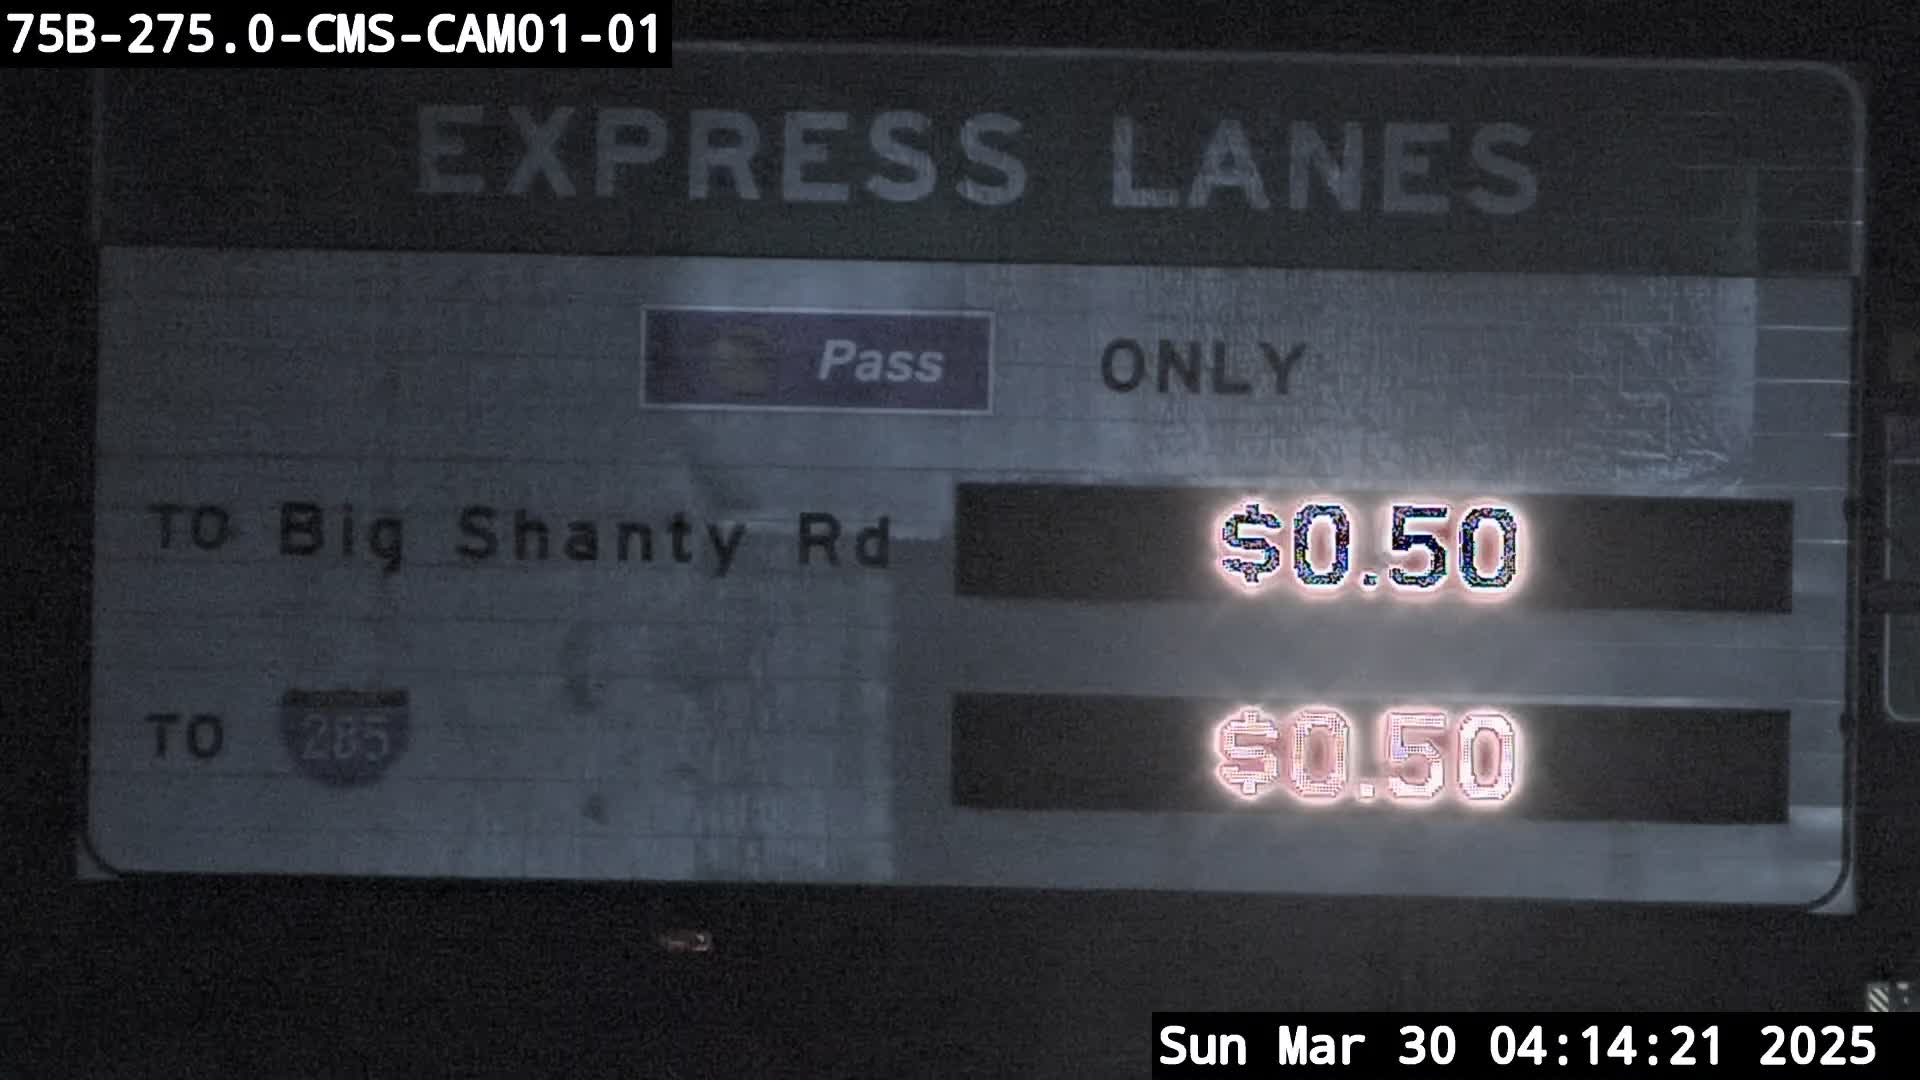 75B-275.0-CMS-CAM01-01
EXPRESS LANES
Pass ONLY
TO Big Shanty Rd $0.50
TO 285 $0.50
Sun Mar 30 04:14:21 2025